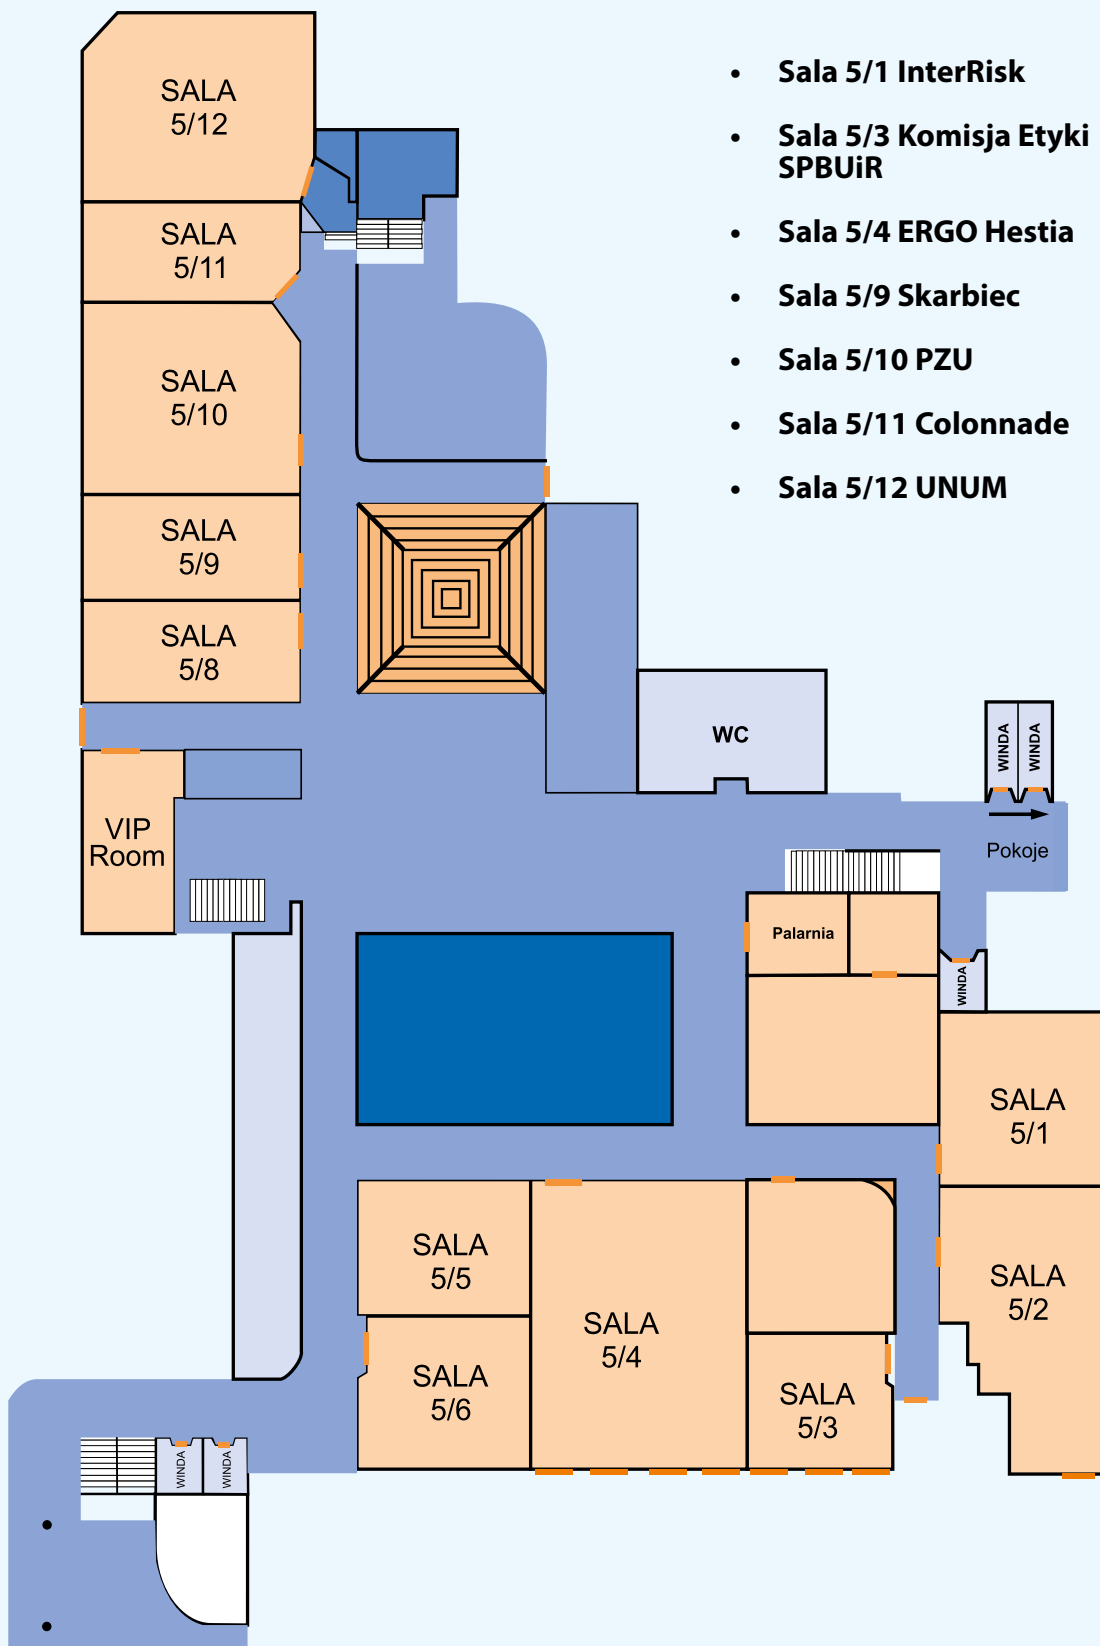 SALA
5/12
• Sala 5/1 InterRisk
• Sala 5/3 Komisja Etyki
SPBUiR
• Sala 5/4 ERGO Hestia
• Sala 5/9 Skarbiec
• Sala 5/10 PZU
• Sala 5/11 Colonnade
• Sala 5/12 UNUM
SALA
5/11
SALA
5/10
SALA
5/9
SALA
5/8
WC
WINDA
WINDA
VIP
Room
Pokoje
Palarnia
WINDA
SALA
5/1
SALA
5/5
SALA
5/2
SALA
5/4
SALA
5/6
SALA
5/3
WINDA
WINDA